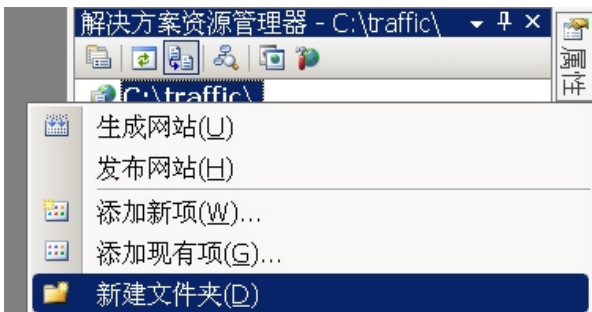 解决方案资源管理器 - C:\traffic\
属性
C:\traffic\
生成网站(U)
发布网站(H)
添加新项(W)...
添加现有项(G)...
新建文件夹(D)